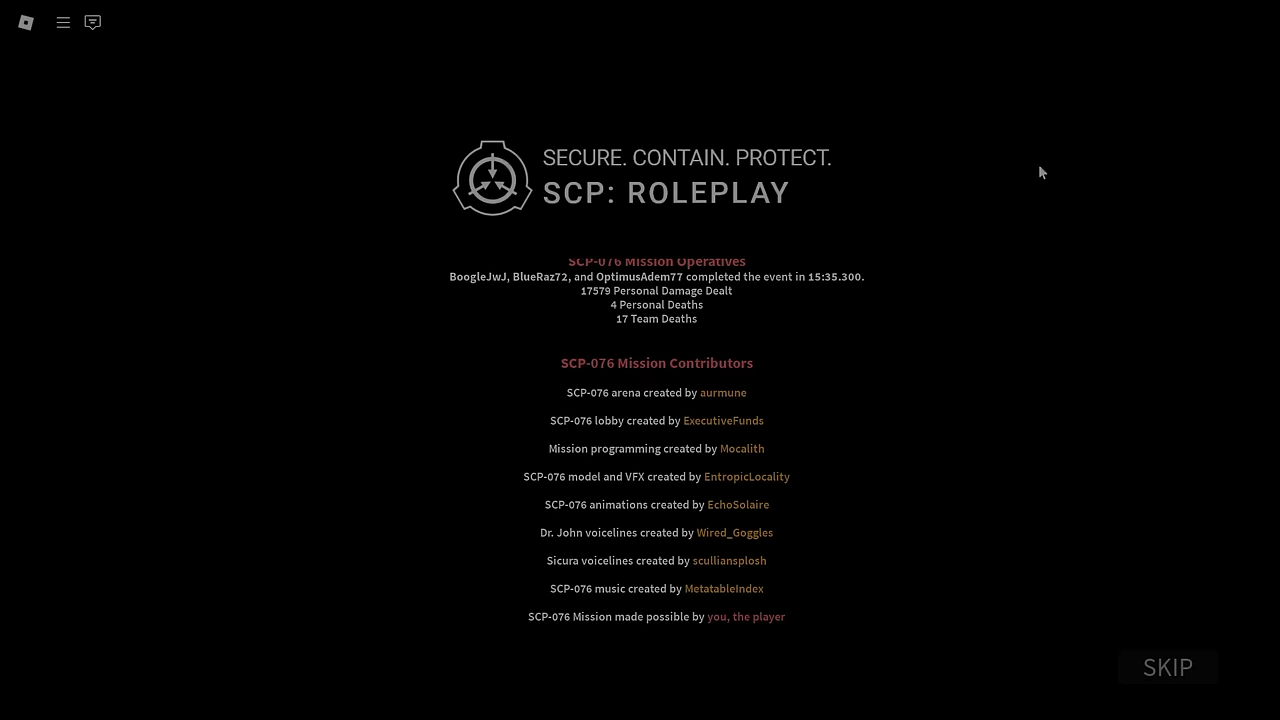 SECURE. CONTAIN. PROTECT.
SCP: ROLEPLAY
SCP-076 Mission Operatives
BoogleJwJ, BlueRaz72, and OptimusAdem77 completed the event in 15:35.300.
17579 Personal Damage Dealt
4 Personal Deaths
17 Team Deaths
SCP-076 Mission Contributors
SCP-076 arena created by aurmune
SCP-076 lobby created by ExecutiveFunds
Mission programming created by Mocalith
SCP-076 model and VFX created by EntropicLocality
SCP-076 animations created by EchoSolaire
Dr. John voicelines created by Wired_Goggles
Sicura voicelines created by sculliansplosh
SCP-076 music created by MetatableIndex
SCP-076 Mission made possible by you, the player
SKIP